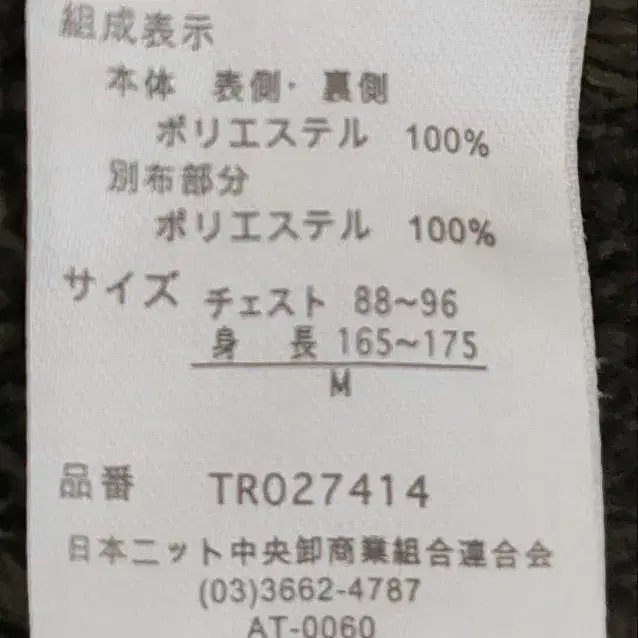 組成表示
本体 表側・裏側
ポリエステル 100%
別布部分
ポリエステル 100%
サイズ チェスト 88~96
身 長 165~175
M
品番 TR027414
日本ニット中央卸商業組合連合会
(03)3662-4787
AT-0060